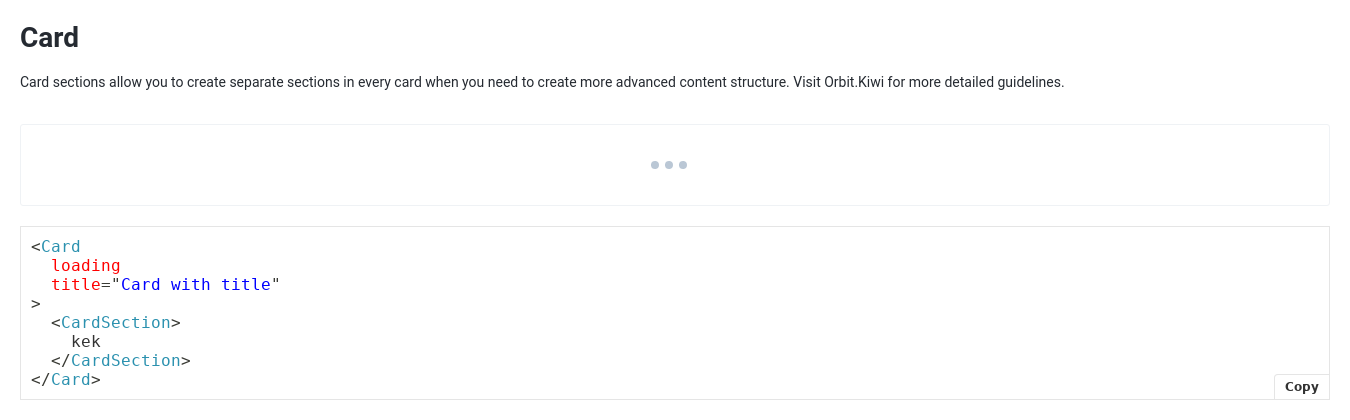 Card
Card sections allow you to create separate sections in every card when you need to create more advanced content structure. Visit Orbit.Kiwi for more detailed guidelines.
<Card
  loading
  title="Card with title"
>
  <CardSection>
    kek
  </CardSection>
</Card>
Copy